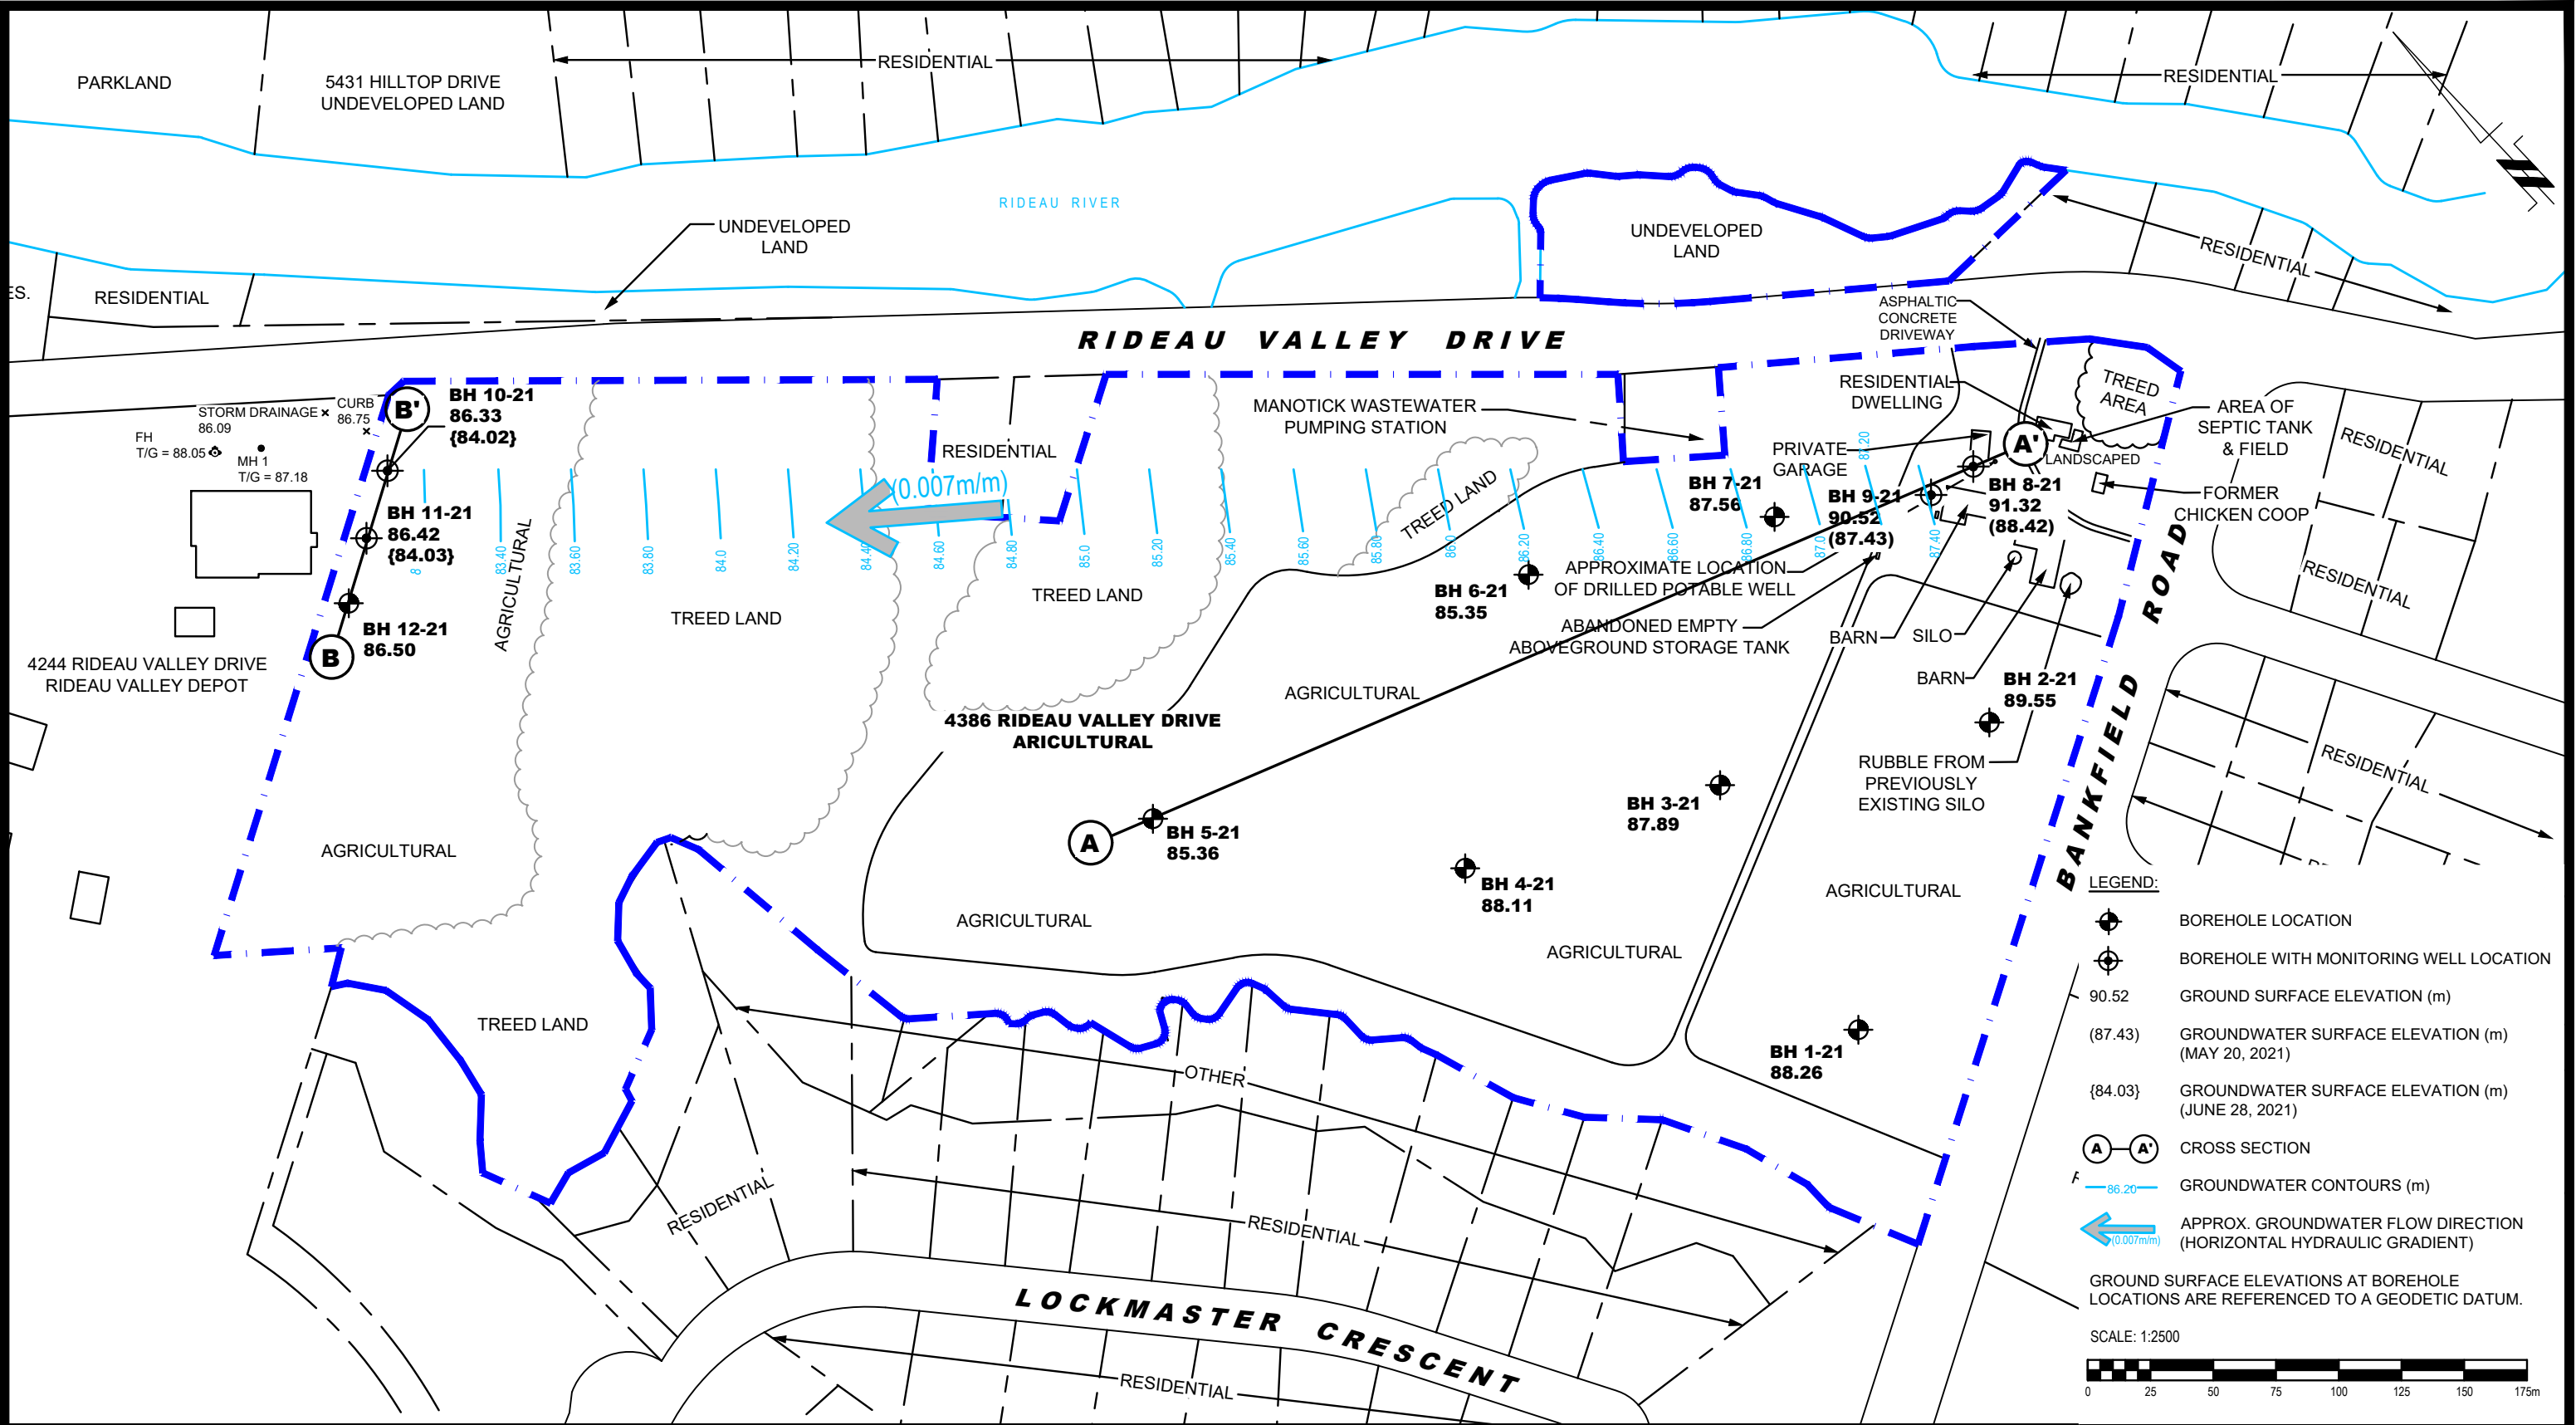 PARKLAND
5431 HILLTOP DRIVE
UNDEVELOPED LAND
RESIDENTIAL
RESIDENTIAL
RIDEAU RIVER
UNDEVELOPED
LAND
UNDEVELOPED
LAND
RESIDENTIAL
ES.
RESIDENTIAL
RIDEAU VALLEY DRIVE
ASPHALTIC
CONCRETE
DRIVEWAY
RESIDENTIAL
DWELLING
TREED
AREA
AREA OF
SEPTIC TANK
& FIELD
RESIDENTIAL
STORM DRAINAGE
86.09
CURB
86.75
FH
T/G = 88.05
MH 1
T/G = 87.18
B'
BH 10-21
86.33
{84.02}
BH 11-21
86.42
{84.03}
BH 12-21
86.50
B
4244 RIDEAU VALLEY DRIVE
RIDEAU VALLEY DEPOT
AGRICULTURAL
RESIDENTIAL
MANOTICK WASTEWATER
PUMPING STATION
TREED LAND
PRIVATE
GARAGE
A'
LANDSCAPED
(0.007m/m)
8
83.40
83.60
83.80
84.0
84.20
84.40
84.60
84.80
85.0
85.20
85.40
85.60
85.80
86.0
86.20
86.40
86.60
86.80
87.0
87.20
87.40
BH 7-21
87.56
BH 9-21
90.52
(87.43)
BH 8-21
91.32
(88.42)
FORMER
CHICKEN COOP
RESIDENTIAL
BH 6-21
85.35
APPROXIMATE LOCATION
OF DRILLED POTABLE WELL
ABANDONED EMPTY
ABOVEGROUND STORAGE TANK
BARN
SILO
BARN
TREED LAND
TREED LAND
AGRICULTURAL
BH 2-21
89.55
BANKFIELD ROAD
4386 RIDEAU VALLEY DRIVE
ARICULTURAL
RUBBLE FROM
PREVIOUSLY
EXISTING SILO
RESIDENTIAL
AGRICULTURAL
A
BH 5-21
85.36
BH 3-21
87.89
BH 4-21
88.11
AGRICULTURAL
AGRICULTURAL
AGRICULTURAL
TREED LAND
BH 1-21
88.26
OTHER
RESIDENTIAL
RESIDENTIAL
LOCKMASTER CRESCENT
RESIDENTIAL
LEGEND:
BOREHOLE LOCATION
BOREHOLE WITH MONITORING WELL LOCATION
90.52 GROUND SURFACE ELEVATION (m)
(87.43) GROUNDWATER SURFACE ELEVATION (m)
(MAY 20, 2021)
{84.03} GROUNDWATER SURFACE ELEVATION (m)
(JUNE 28, 2021)
A A' CROSS SECTION
86.20 GROUNDWATER CONTOURS (m)
APPROX. GROUNDWATER FLOW DIRECTION
(0.007m/m) (HORIZONTAL HYDRAULIC GRADIENT)
GROUND SURFACE ELEVATIONS AT BOREHOLE
LOCATIONS ARE REFERENCED TO A GEODETIC DATUM.
SCALE: 1:2500
0 25 50 75 100 125 150 175m